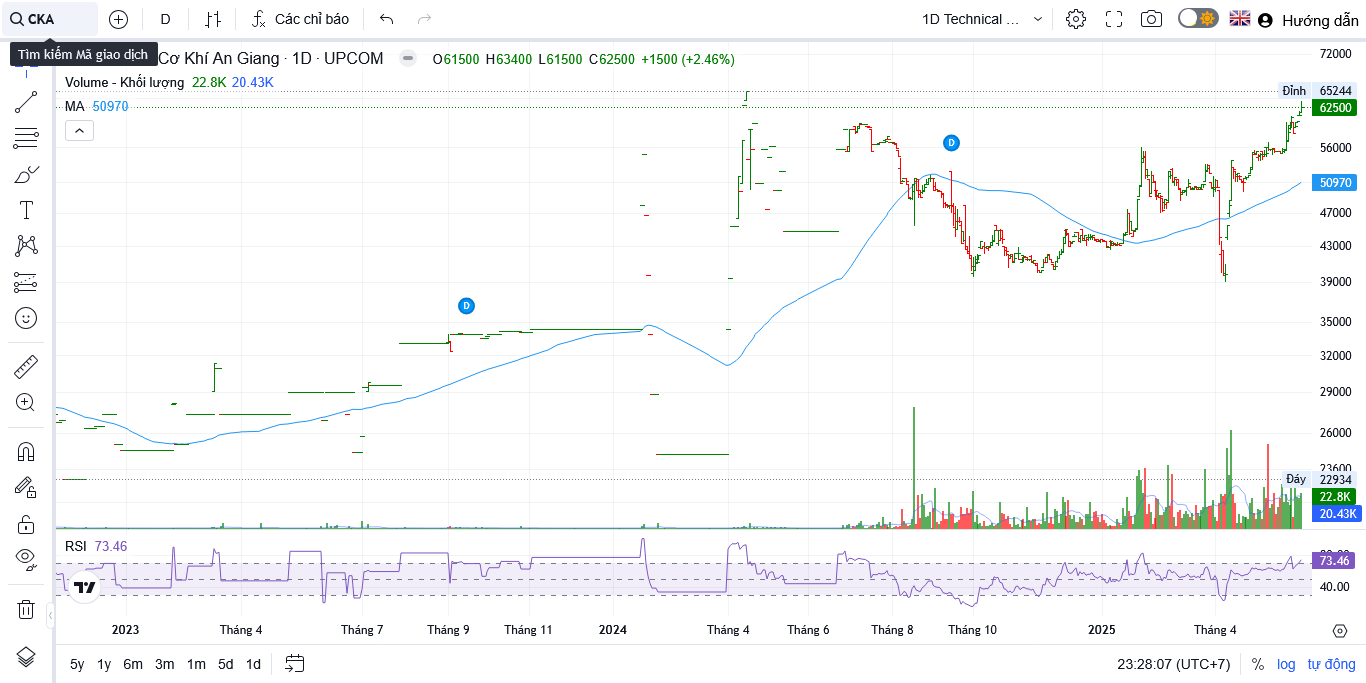 CKA
D
Các chỉ báo
1D Technical ...
Hướng dẫn
Tìm kiếm Mã giao dịch
Cơ Khí An Giang · 1D · UPCOM
O61500 H63400 L61500 C62500 +1500 (+2.46%)
Volume - Khối lượng 22.8K 20.43K
MA 50970
72000
Đỉnh 65244
62500
56000
D
50970
47000
43000
39000
D
35000
32000
29000
26000
23600
Đáy 22934
22.8K
20.43K
RSI 73.46
73.46
40.00
2023 Tháng 4 Tháng 7 Tháng 9 Tháng 11 2024 Tháng 4 Tháng 6 Tháng 8 Tháng 10 2025 Tháng 4
5y 1y 6m 3m 1m 5d 1d
23:28:07 (UTC+7) % log tự động